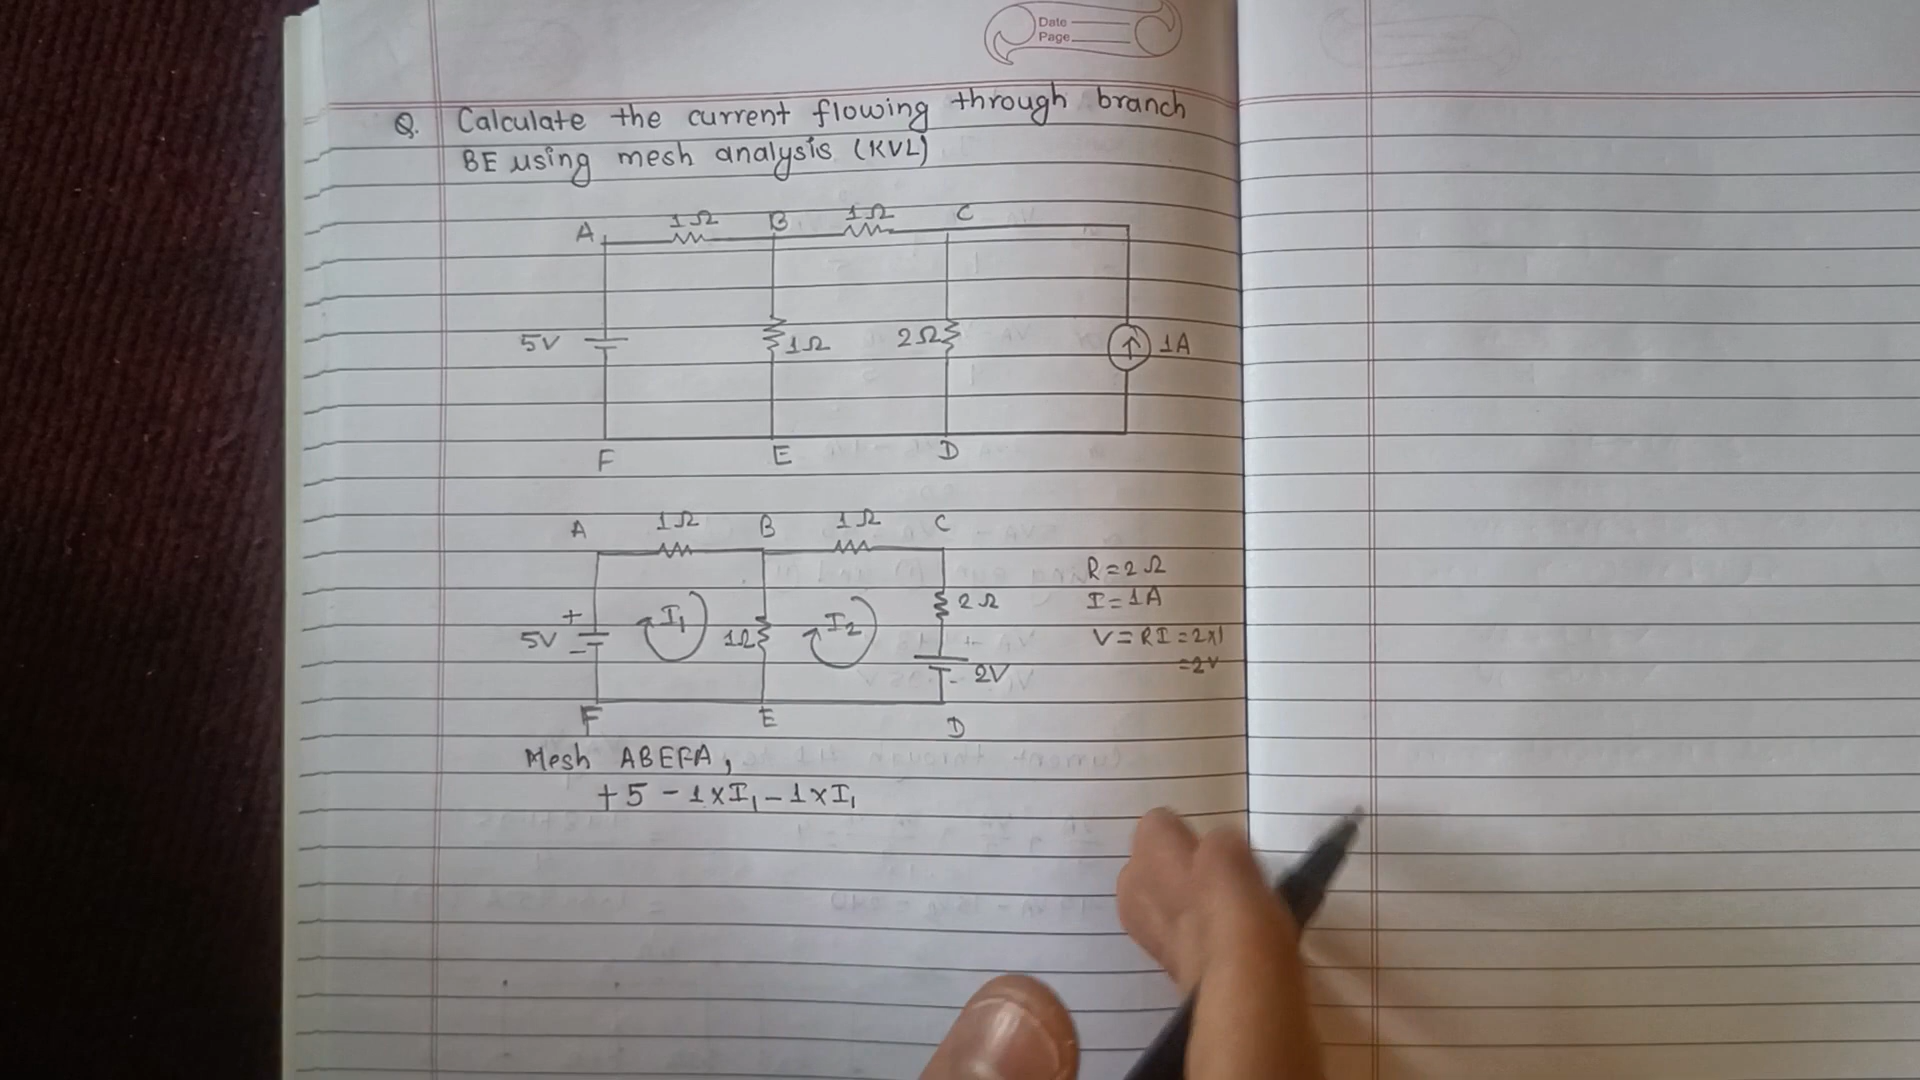 Date
Page
Q. Calculate the current flowing through branch
BE using mesh analysis (KVL)
A 1Ω B 1Ω C
5V 1Ω 2Ω 1A
F E D
A 1Ω B 1Ω C
R=2Ω
+ I₁ I₂ 2Ω I=1A
5V 1Ω V=RI=2×1
- - 2V =2V
F E D
Mesh ABEFA,
+5-1×I₁-1×I₁